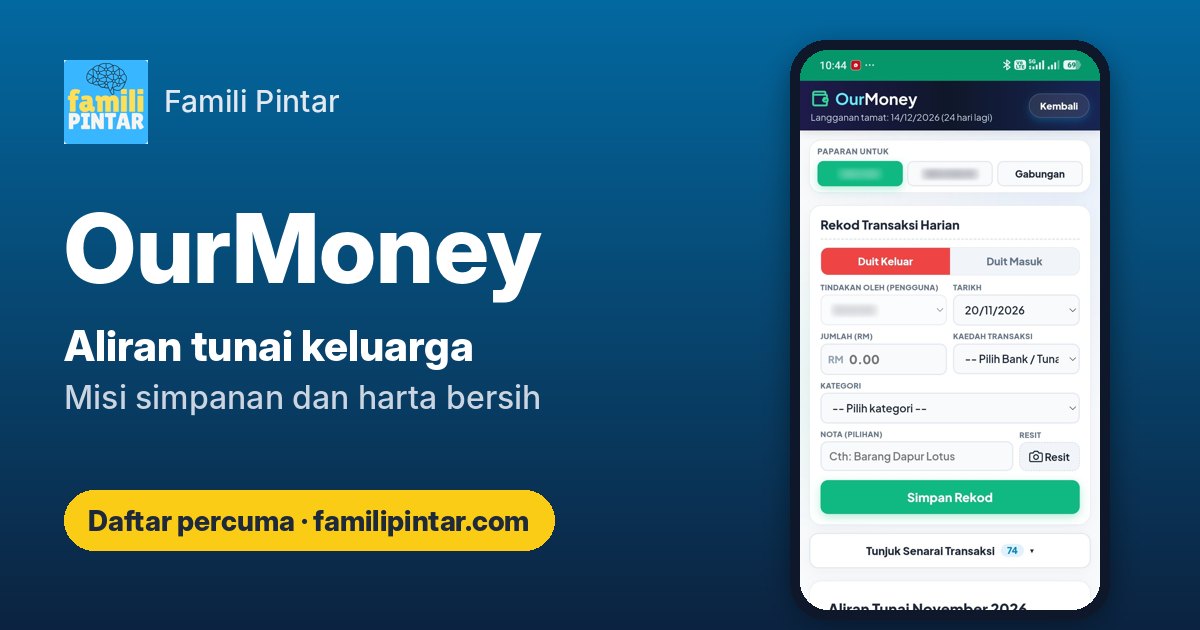 famili
PINTAR
Famili Pintar
OurMoney
Aliran tunai keluarga
Misi simpanan dan harta bersih
Daftar percuma · familipintar.com
10:44 ···
69
OurMoney
Langganan tamat: 14/12/2026 (24 hari lagi)
Kembali
PAPARAN UNTUK
Gabungan
Rekod Transaksi Harian
Duit Keluar
Duit Masuk
TINDAKAN OLEH (PENGGUNA)
TARIKH
20/11/2026
JUMLAH (RM)
KAEDAH TRANSAKSI
RM 0.00
-- Pilih Bank / Tuna
KATEGORI
-- Pilih kategori --
NOTA (PILIHAN)
RESIT
Cth: Barang Dapur Lotus
Resit
Simpan Rekod
Tunjuk Senarai Transaksi 74
Aliran Tunai November 2026